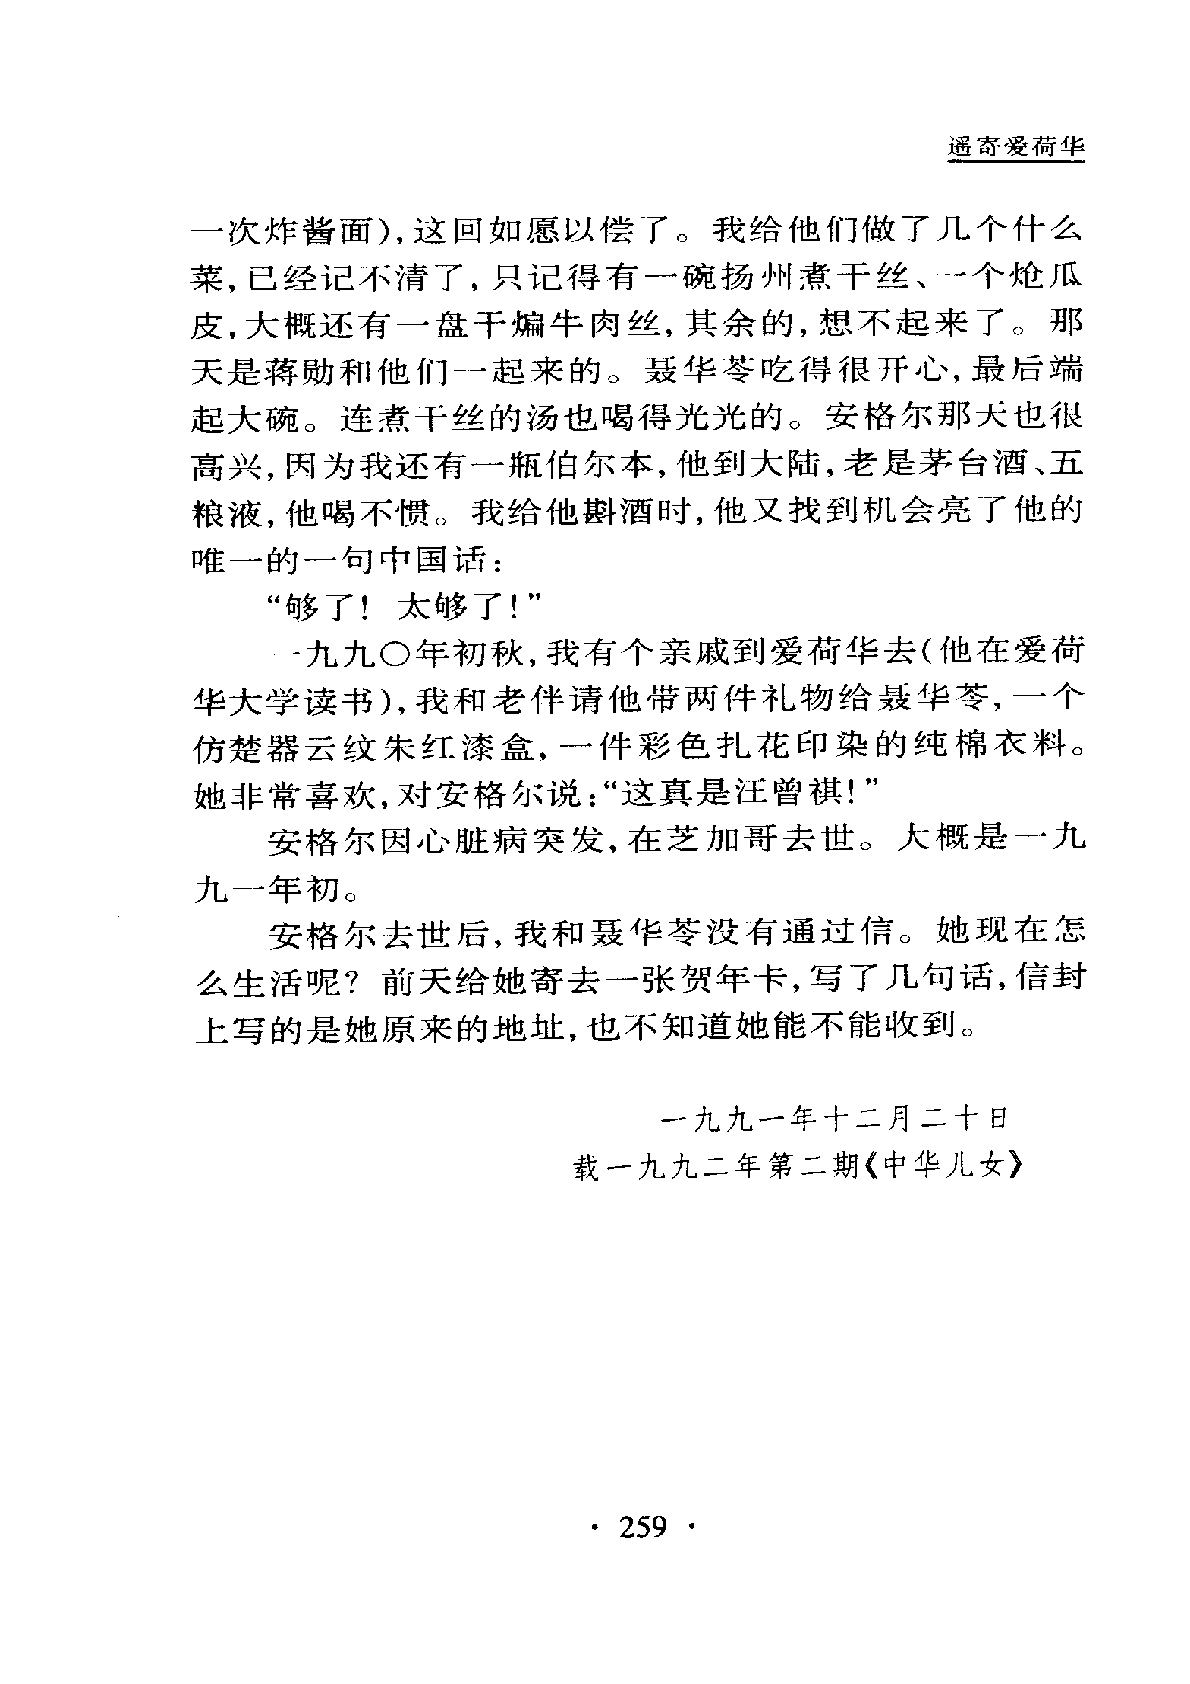 遥寄爱荷华
一次炸酱面),这回如愿以偿了。我给他们做了几个什么
菜,已经记不清了,只记得有一碗扬州煮干丝、一个炝瓜
皮,大概还有一盘干煸牛肉丝,其余的,想不起来了。那
天是蒋勋和他们一起来的。聂华苓吃得很开心,最后端
起大碗。连煮干丝的汤也喝得光光的。安格尔那天也很
高兴,因为我还有一瓶伯尔本,他到大陆,老是茅台酒、五
粮液,他喝不惯。我给他斟酒时,他又找到机会亮了他的
唯一的一句中国话:
“够了! 太够了!”
一九九〇年初秋,我有个亲戚到爱荷华去(他在爱荷
华大学读书),我和老伴请他带两件礼物给聂华苓,一个
仿楚器云纹朱红漆盒,一件彩色扎花印染的纯棉衣料。
她非常喜欢,对安格尔说:“这真是汪曾祺!”
安格尔因心脏病突发,在芝加哥去世。大概是一九
九一年初。
安格尔去世后,我和聂华苓没有通过信。她现在怎
么生活呢? 前天给她寄去一张贺年卡,写了几句话,信封
上写的是她原来的地址,也不知道她能不能收到。
一九九一年十二月二十日
载一九九二年第二期《中华儿女》
· 259 ·